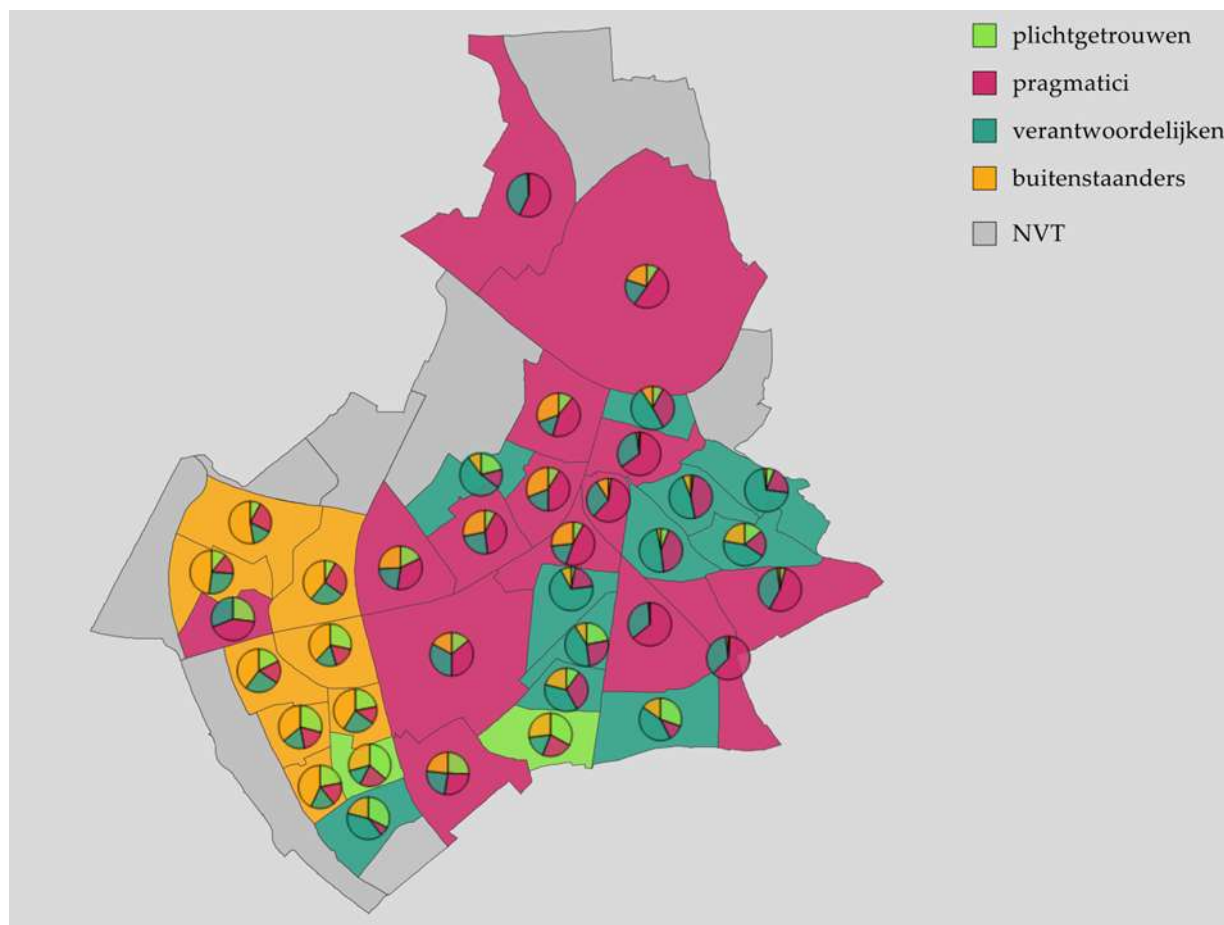 plichtgetrouwen
pragmatici
verantwoordelijken
buitenstaanders
NVT